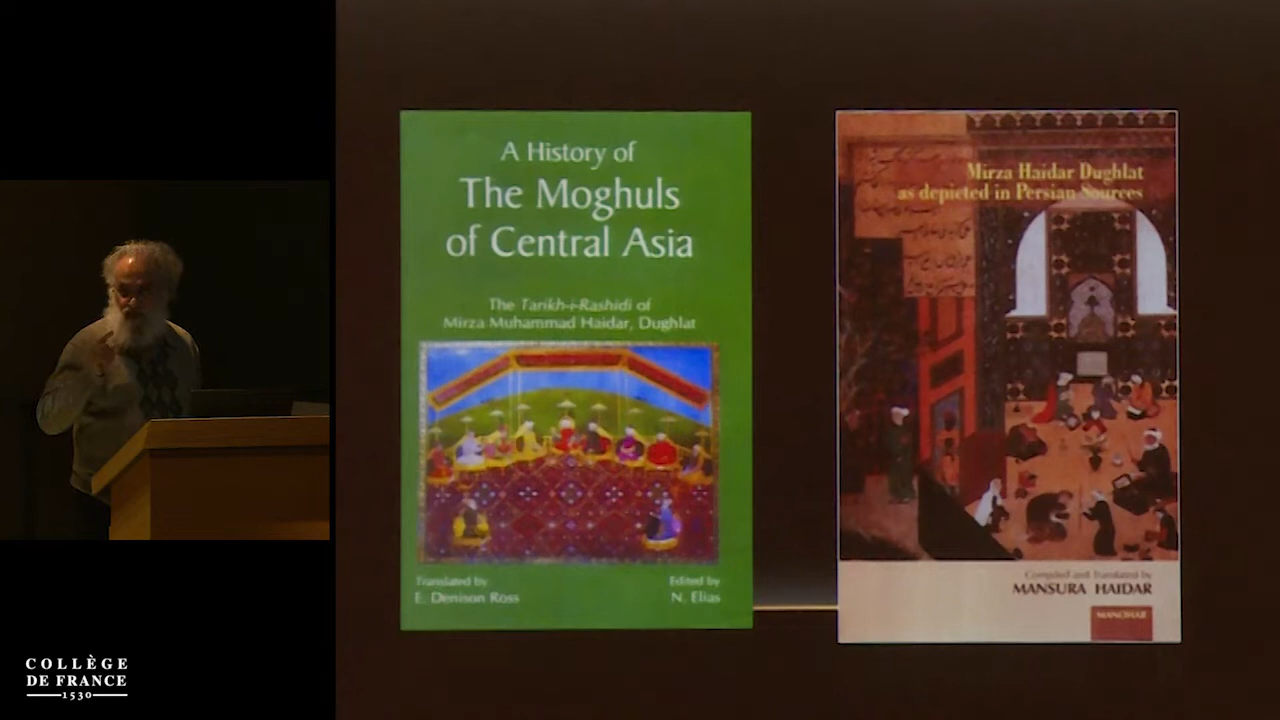 A History of
The Moghuls
of Central Asia
The Tarikh-i-Rashidi of
Mirza Muhammad Haidar, Dughlat
Translated by
E. Denison Ross
Edited by
N. Elias
Mirza Haidar Dughlat
as depicted in Persian Sources
Compiled and Translated by
MANSURA HAIDAR
MANOHAR
COLLÈGE
DE FRANCE
1530